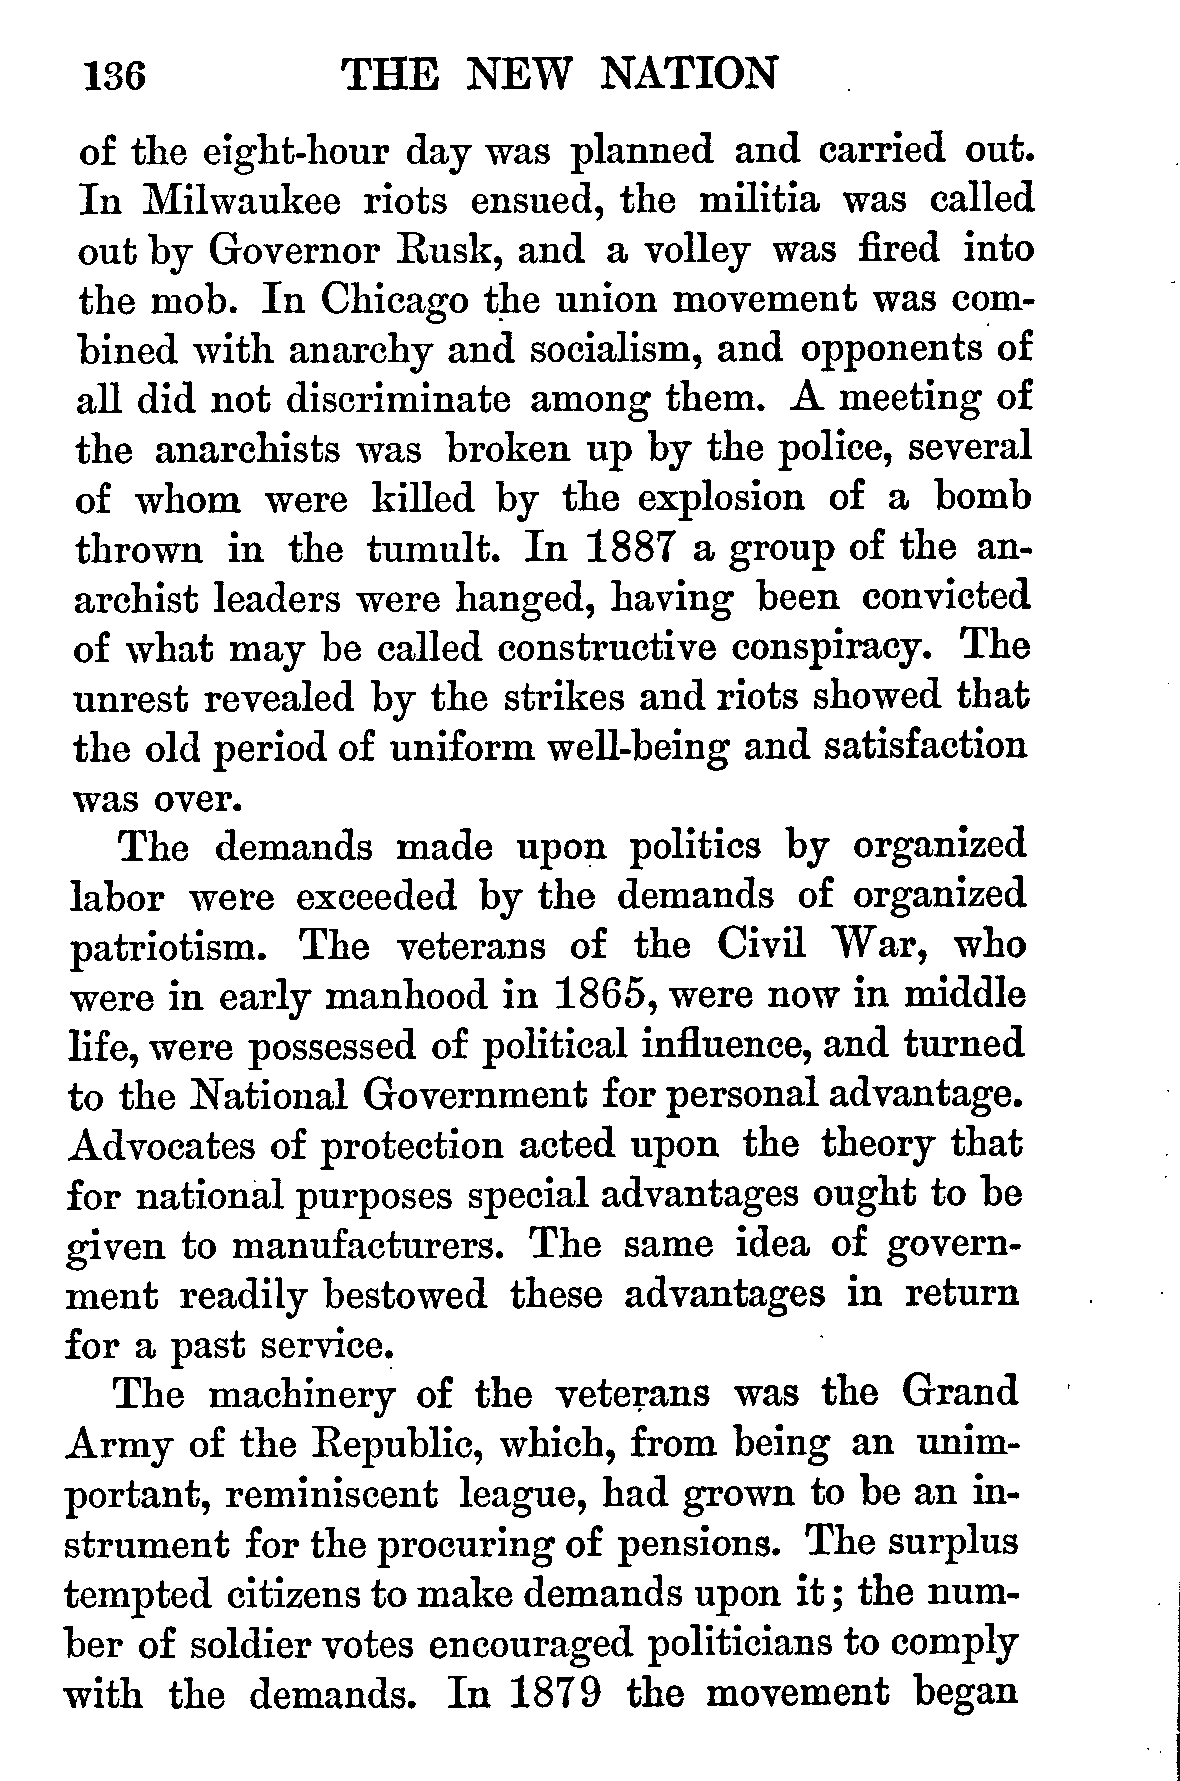 136 THE NEW NATION
of the eight-hour day was planned and carried out.
In Milwaukee riots ensued, the militia was called
out by Governor Rusk, and a volley was fired into
the mob. In Chicago the union movement was com-
bined with anarchy and socialism, and opponents of
all did not discriminate among them. A meeting of
the anarchists was broken up by the police, several
of whom were killed by the explosion of a bomb
thrown in the tumult. In 1887 a group of the an-
archist leaders were hanged, having been convicted
of what may be called constructive conspiracy. The
unrest revealed by the strikes and riots showed that
the old period of uniform well-being and satisfaction
was over.
The demands made upon politics by organized
labor were exceeded by the demands of organized
patriotism. The veterans of the Civil War, who
were in early manhood in 1865, were now in middle
life, were possessed of political influence, and turned
to the National Government for personal advantage.
Advocates of protection acted upon the theory that
for national purposes special advantages ought to be
given to manufacturers. The same idea of govern-
ment readily bestowed these advantages in return
for a past service.
The machinery of the veterans was the Grand
Army of the Republic, which, from being an unim-
portant, reminiscent league, had grown to be an in-
strument for the procuring of pensions. The surplus
tempted citizens to make demands upon it; the num-
ber of soldier votes encouraged politicians to comply
with the demands. In 1879 the movement began